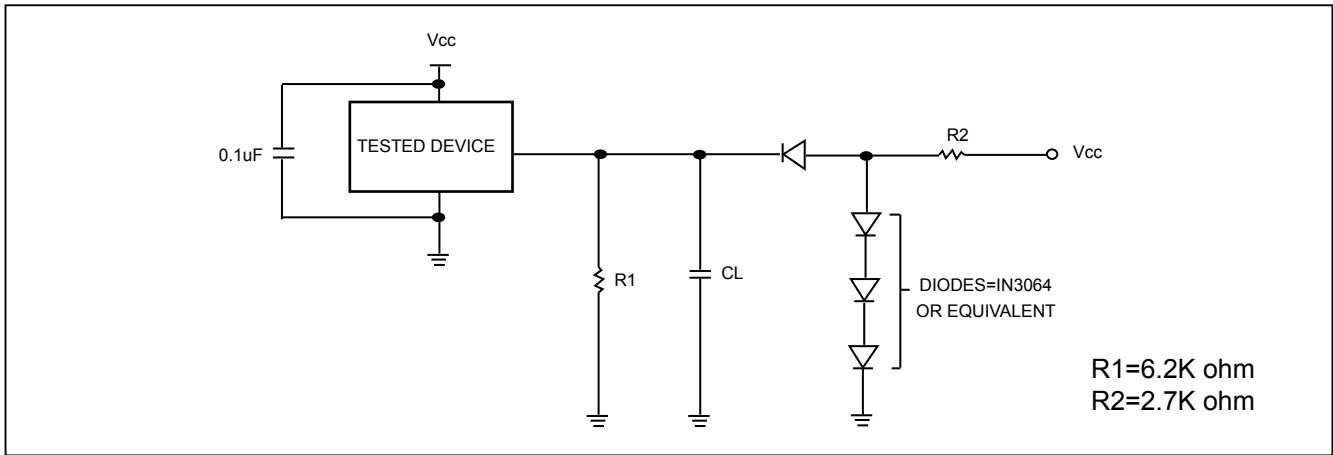 Vcc
0.1uF
TESTED DEVICE
R2
Vcc
R1
CL
DIODES=IN3064
OR EQUIVALENT
R1=6.2K ohm
R2=2.7K ohm